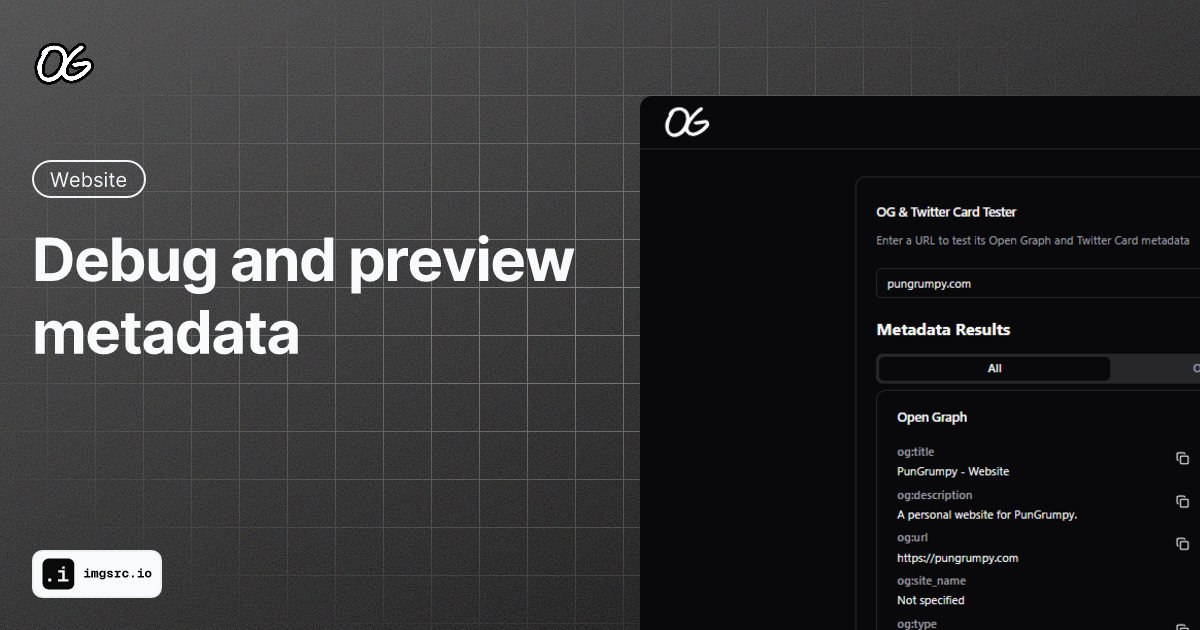 OG
Website
Debug and preview
metadata
.i imgsrc.io
OG
OG & Twitter Card Tester
Enter a URL to test its Open Graph and Twitter Card metadata
pungrumpy.com
Metadata Results
All
Open Graph
og:title
PunGrumpy - Website
og:description
A personal website for PunGrumpy.
og:url
https://pungrumpy.com
og:site_name
Not specified
og:type